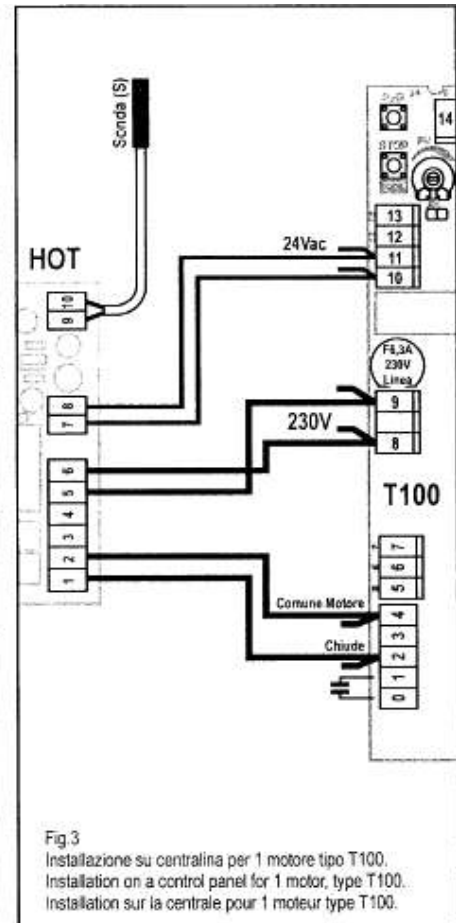 Sonda (S)
14
STOP
13
12
24Vac
11
10
HOT
10
9
8
7
F6,3A
230V
Linea
9
230V
8
T100
6
5
4
3
2
1
7
6
5
Comune Motore
4
3
Chiude
2
1
0
Fig.3
Installazione su centralina per 1 motore tipo T100.
Installation on a control panel for 1 motor, type T100.
Installation sur la centrale pour 1 moteur type T100.